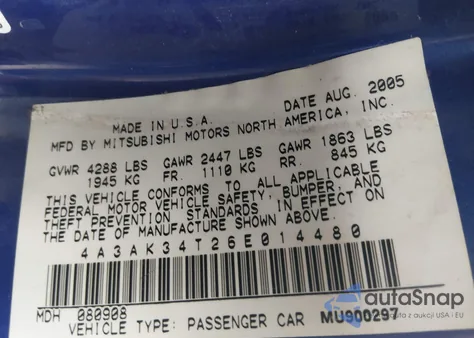 MADE IN U.S.A. DATE AUG. 2005
MFD BY MITSUBISHI MOTORS NORTH AMERICA, INC.
GVWR 4288 LBS GAWR 2447 LBS GAWR 1863 LBS
1945 KG FR. 1110 KG RR. 845 KG
THIS VEHICLE CONFORMS TO ALL APPLICABLE
FEDERAL MOTOR VEHICLE SAFETY, BUMPER, AND
THEFT PREVENTION STANDARDS IN EFFECT ON
THE DATE OF MANUFACTURE SHOWN ABOVE.
4A3AK34T26E014480
MDH 080908
VEHICLE TYPE: PASSENGER CAR MU900297
autoSnap